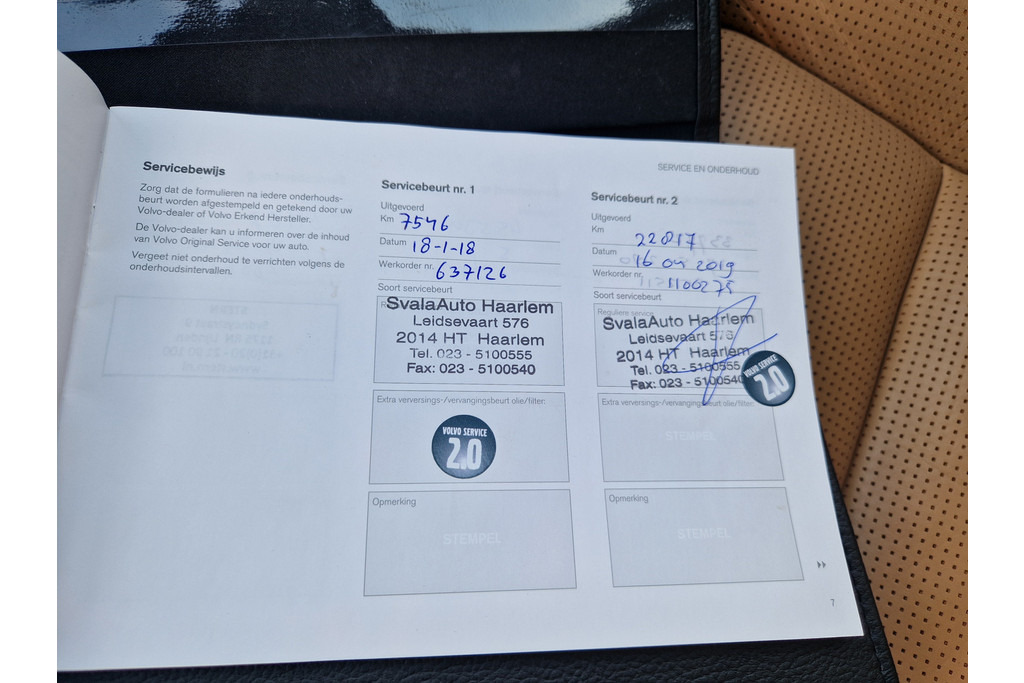 SERVICE EN ONDERHOUD
Servicebewijs
Zorg dat de formulieren na iedere onderhouds-
beurt worden afgestempeld en getekend door uw
Volvo-dealer of Volvo Erkend Hersteller.
De Volvo-dealer kan u informeren over de inhoud
van Volvo Original Service voor uw auto.
Vergeet niet onderhoud te verrichten volgens de
onderhoudsintervallen.
Servicebeurt nr. 1
Uitgevoerd
Km 7546
Datum 18-1-18
Werkorder nr. 637126
Soort servicebeurt
SvalaAuto Haarlem
Leidsevaart 576
2014 HT Haarlem
Tel. 023 - 5100555
Fax: 023 - 5100540
Extra verversings-/vervangingsbeurt olie/filter:
VOLVO SERVICE
2.0
Opmerking
STEMPEL
Servicebeurt nr. 2
Uitgevoerd
Km 22817
Datum 16 04 2019
Werkorder nr.
Soort servicebeurt
Reguliere service
SvalaAuto Haarlem
Leidsevaart 576
2014 HT Haarlem
Tel. 023 - 5100555
Fax: 023 - 5100540
VOLVO SERVICE
2.0
Extra verversings-/vervangingsbeurt olie/filter:
STEMPEL
Opmerking
STEMPEL
7